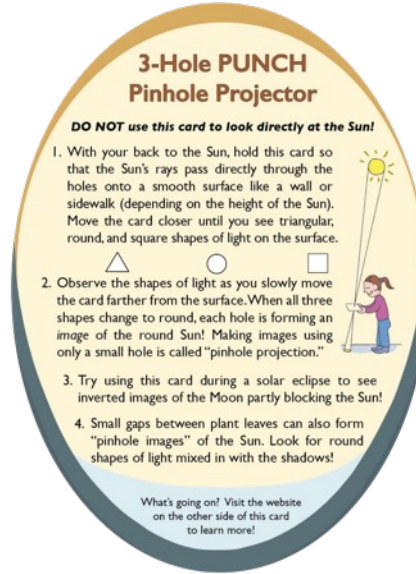 3-Hole PUNCH
Pinhole Projector
DO NOT use this card to look directly at the Sun!
1. With your back to the Sun, hold this card so
that the Sun's rays pass directly through the
holes onto a smooth surface like a wall or
sidewalk (depending on the height of the Sun).
Move the card closer until you see triangular,
round, and square shapes of light on the surface.
2. Observe the shapes of light as you slowly move
the card farther from the surface. When all three
shapes change to round, each hole is forming an
image of the round Sun! Making images using
only a small hole is called "pinhole projection."
3. Try using this card during a solar eclipse to see
inverted images of the Moon partly blocking the Sun!
4. Small gaps between plant leaves can also form
"pinhole images" of the Sun. Look for round
shapes of light mixed in with the shadows!
What's going on? Visit the website
on the other side of this card
to learn more!